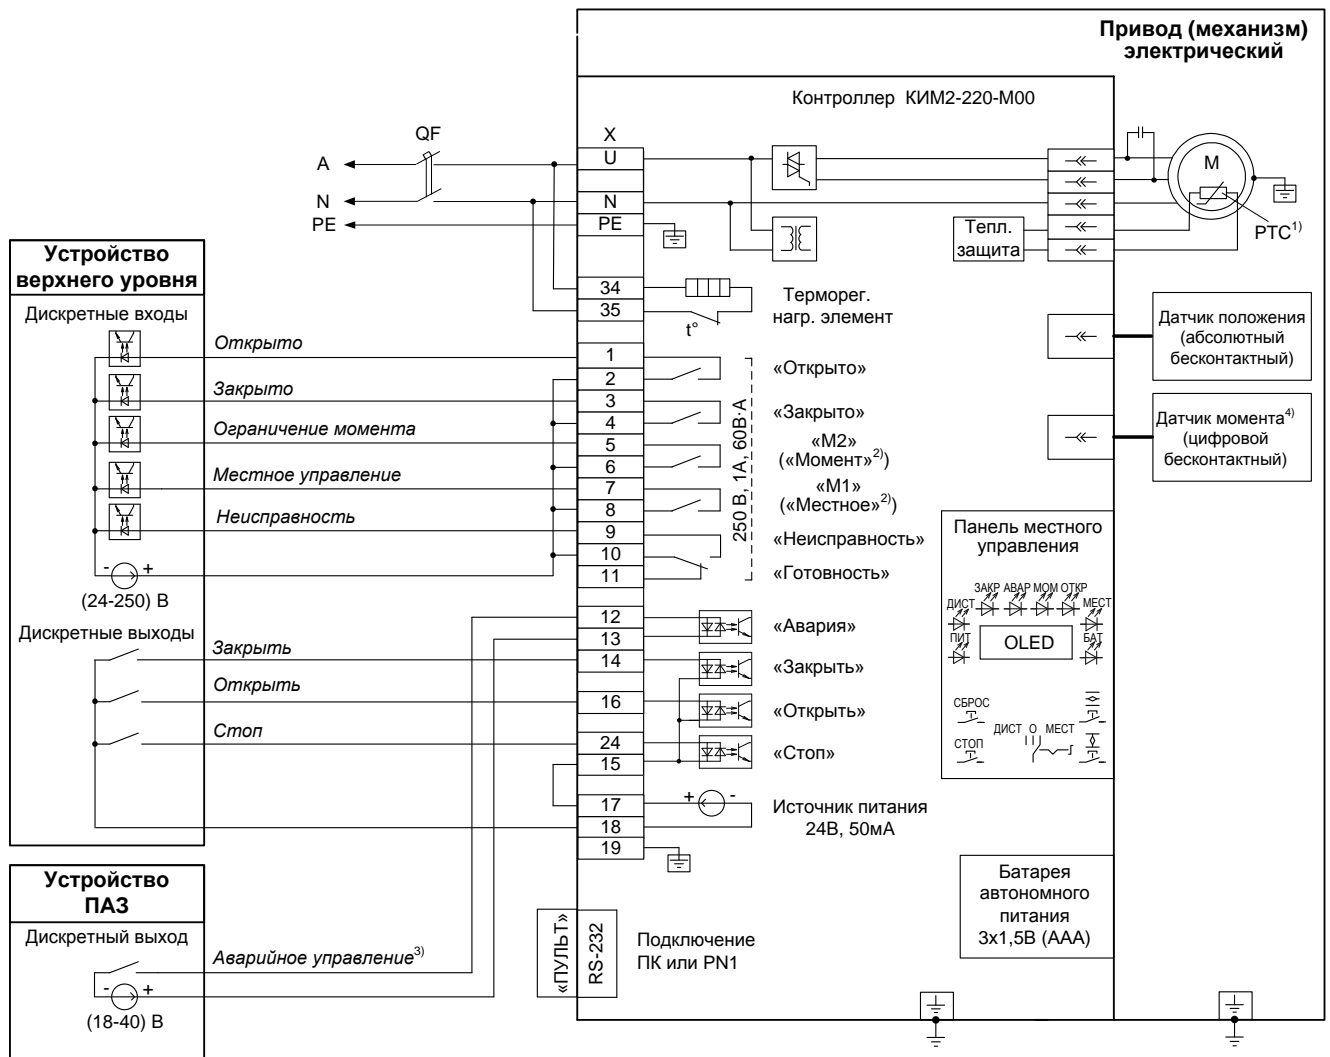 Привод (механизм)
электрический
Контроллер КИМ2-220-М00
QF
X
A
U
N
N
PE
PE
M
PTC1)
Тепл.
защита
Устройство
верхнего уровня
Дискретные входы
34
35
t°
Терморег.
нагр. элемент
Датчик положения
(абсолютный
бесконтактный)
Датчик момента4)
(цифровой
бесконтактный)
Открыто
1
2
«Открыто»
Закрыто
3
4
«Закрыто»
Ограничение момента
5
6
«М2»
(«Момент»2))
Местное управление
7
8
«М1»
(«Местное»2))
Неисправность
9
10
11
«Неисправность»
«Готовность»
250 В, 1А, 60В·А
- +
(24-250) В
Панель местного
управления
ЗАКР АВАР МОМ ОТКР
ДИСТ
МЕСТ
ПИТ
OLED
БАТ
СБРОС
ДИСТ О МЕСТ
СТОП
Дискретные выходы
12
13
«Авария»
Закрыть
14
«Закрыть»
Открыть
16
«Открыть»
Стоп
24
15
«Стоп»
17
18
19
+ -
Источник питания
24В, 50мА
Батарея
автономного
питания
3x1,5В (ААА)
Устройство
ПАЗ
Дискретный выход
Аварийное управление3)
- +
(18-40) В
«ПУЛЬТ»
RS-232
Подключение
ПК или PN1